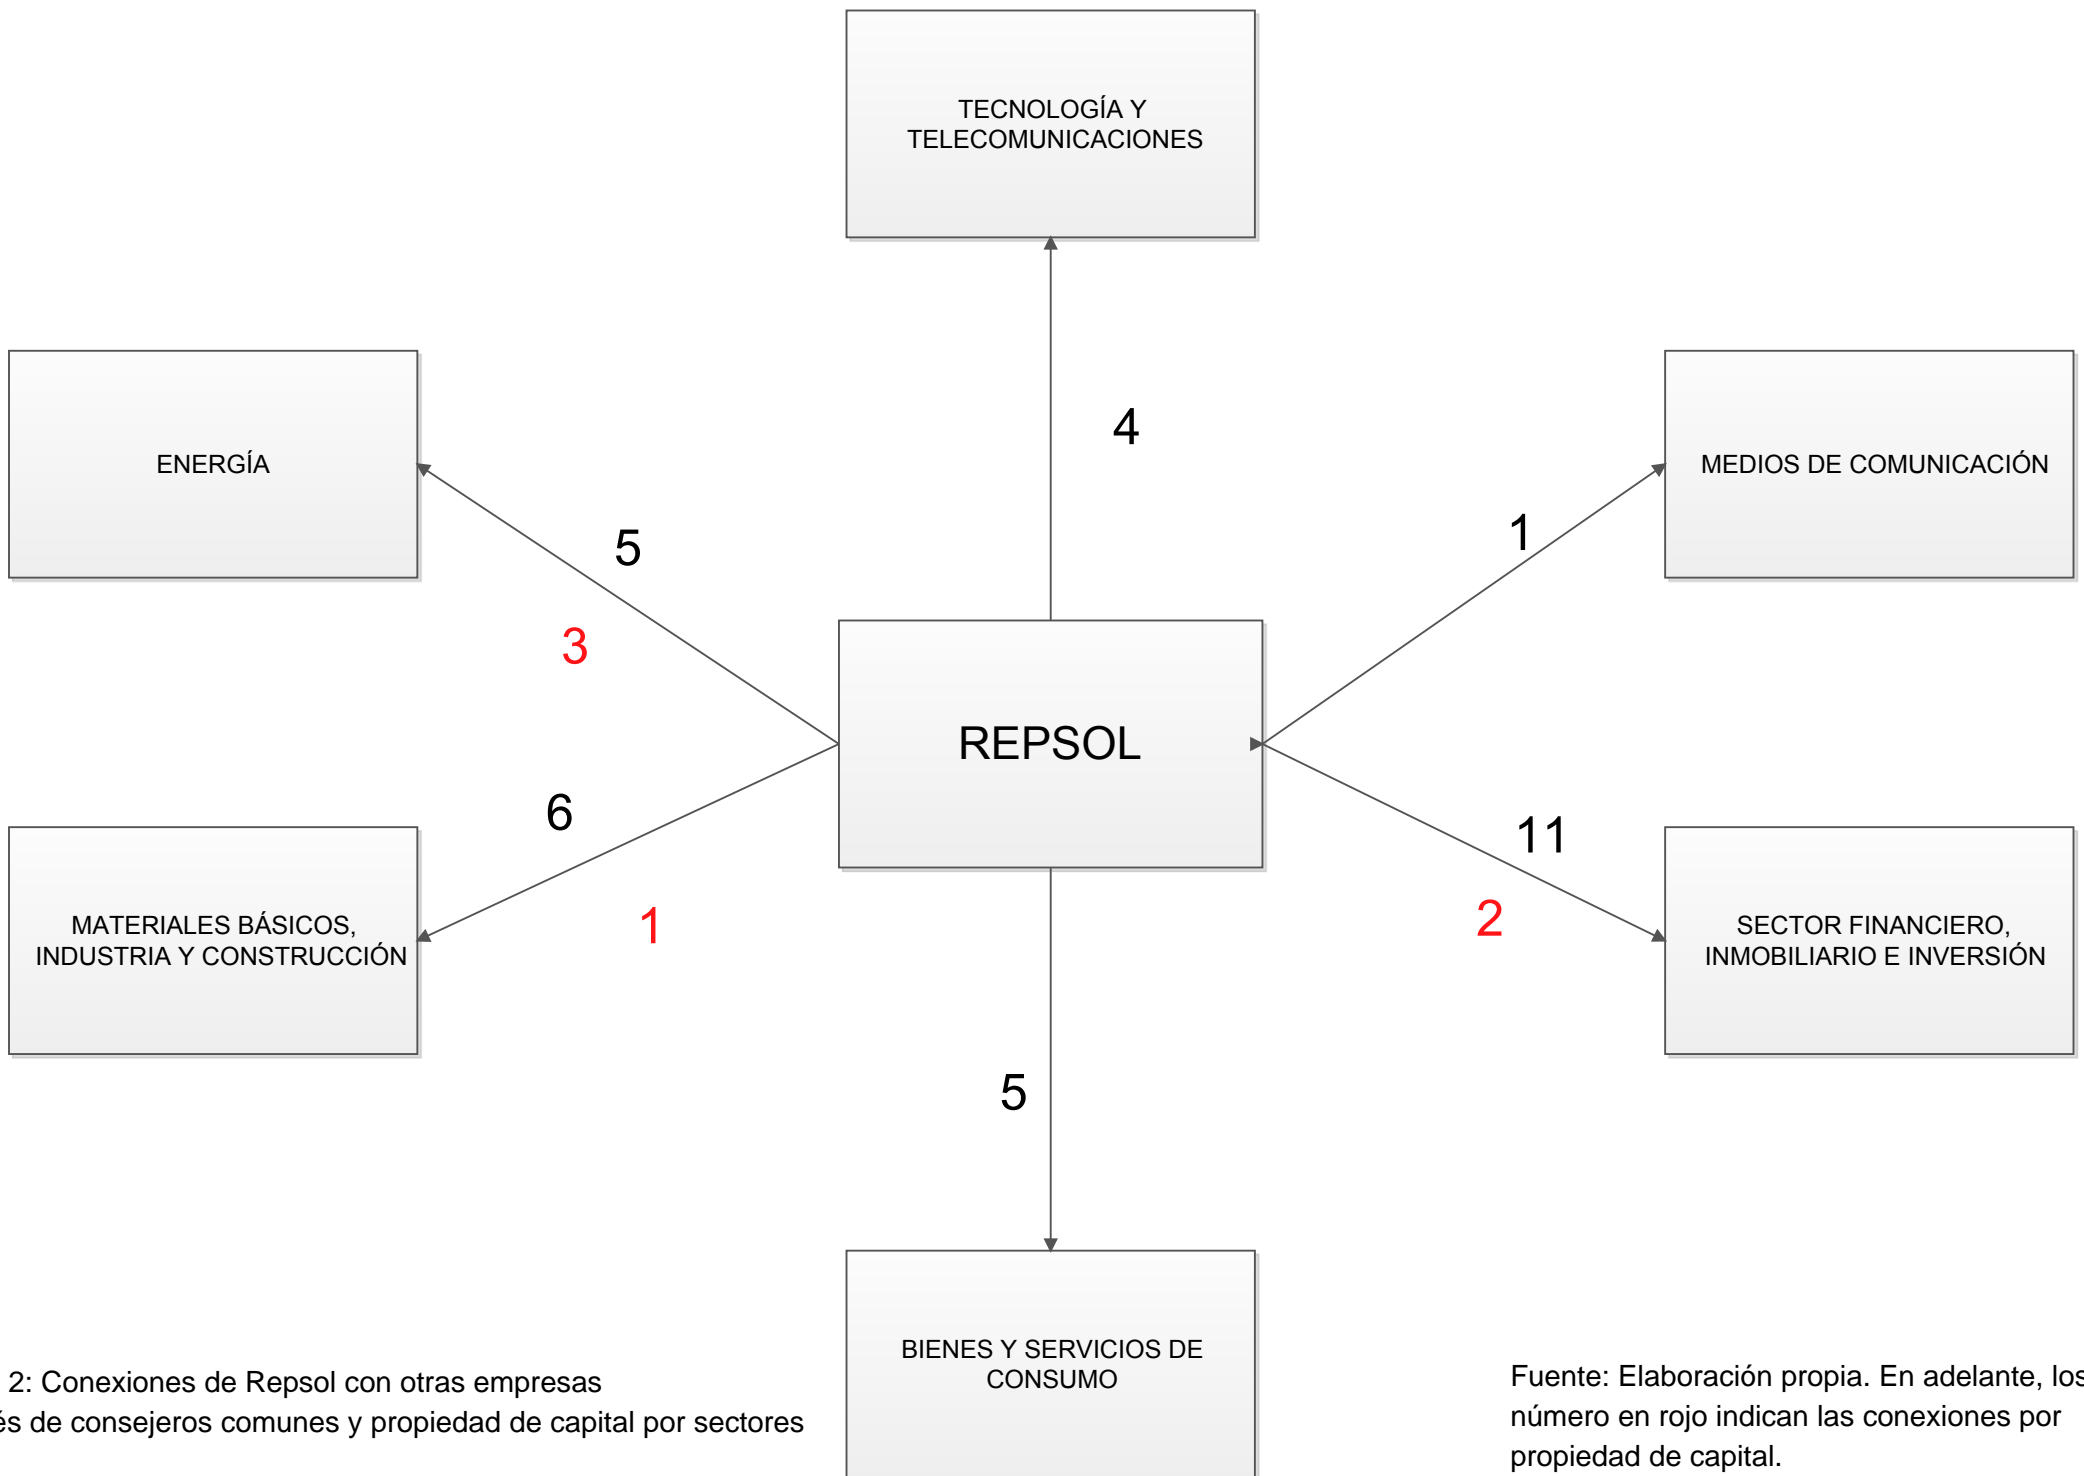 TECNOLOGÍA Y
TELECOMUNICACIONES
ENERGÍA
MEDIOS DE COMUNICACIÓN
4
5
1
3
REPSOL
6
11
1
2
MATERIALES BÁSICOS,
INDUSTRIA Y CONSTRUCCIÓN
SECTOR FINANCIERO,
INMOBILIARIO E INVERSIÓN
5
BIENES Y SERVICIOS DE
CONSUMO
2: Conexiones de Repsol con otras empresas
és de consejeros comunes y propiedad de capital por sectores
Fuente: Elaboración propia. En adelante, los
número en rojo indican las conexiones por
propiedad de capital.